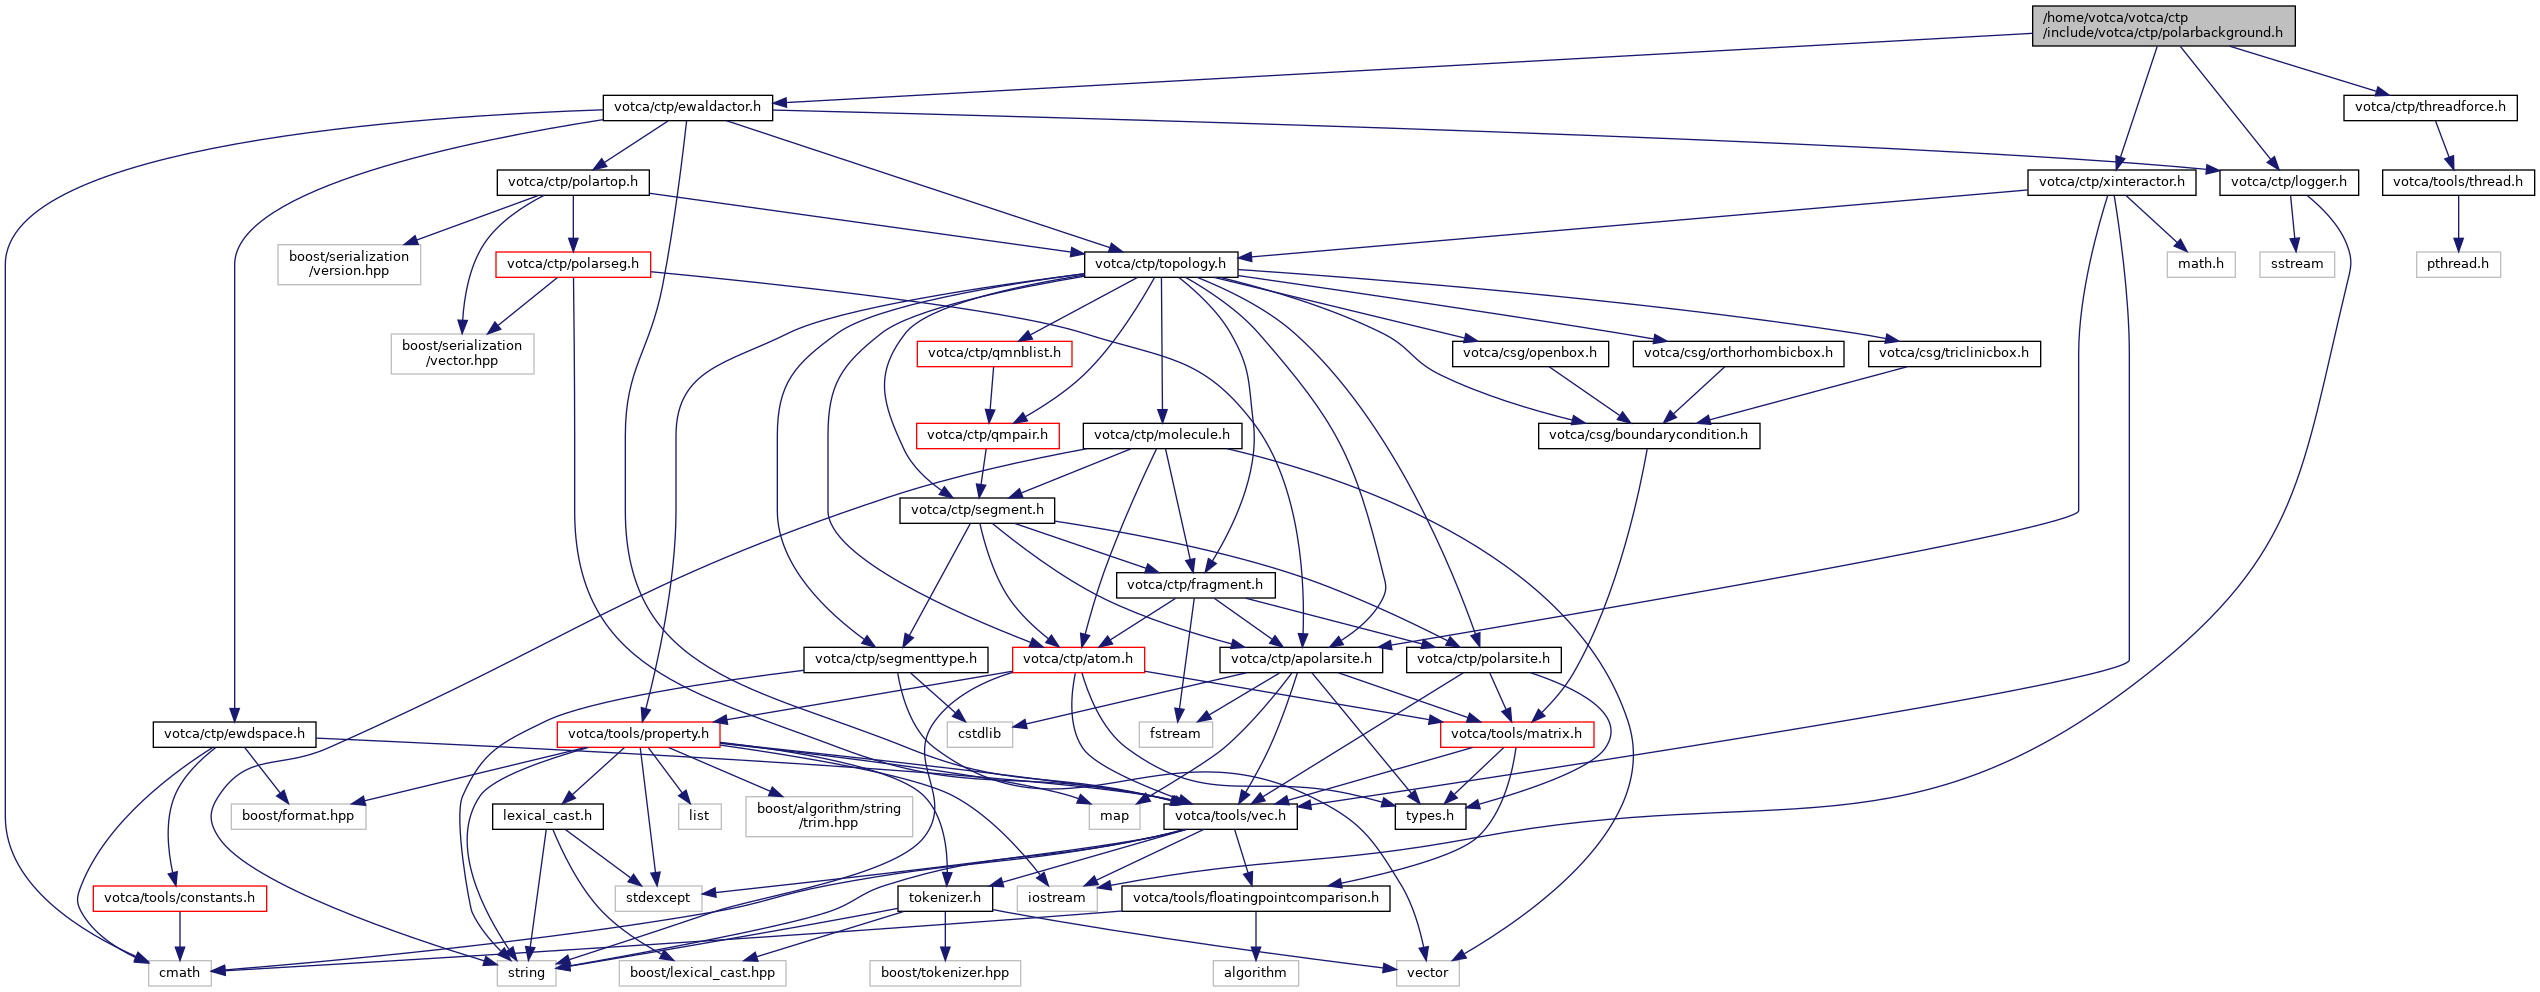 /home/votca/votca/ctp
/include/votca/ctp/polarbackground.h
votca/ctp/ewaldactor.h
votca/ctp/threadforce.h
votca/ctp/polartop.h
votca/ctp/xinteractor.h
votca/ctp/logger.h
votca/tools/thread.h
boost/serialization
/version.hpp
votca/ctp/polarseg.h
votca/ctp/topology.h
math.h
sstream
pthread.h
boost/serialization
/vector.hpp
votca/ctp/qmnblist.h
votca/csg/openbox.h
votca/csg/orthorhombicbox.h
votca/csg/triclinicbox.h
votca/ctp/qmpair.h
votca/ctp/molecule.h
votca/csg/boundarycondition.h
votca/ctp/segment.h
votca/ctp/fragment.h
votca/ctp/segmenttype.h
votca/ctp/atom.h
votca/ctp/apolarsite.h
votca/ctp/polarsite.h
votca/ctp/ewdspace.h
votca/tools/property.h
cstdlib
fstream
votca/tools/matrix.h
boost/format.hpp
lexical_cast.h
list
boost/algorithm/string
/trim.hpp
map
votca/tools/vec.h
types.h
votca/tools/constants.h
stdexcept
tokenizer.h
iostream
votca/tools/floatingpointcomparison.h
cmath
string
boost/lexical_cast.hpp
boost/tokenizer.hpp
algorithm
vector